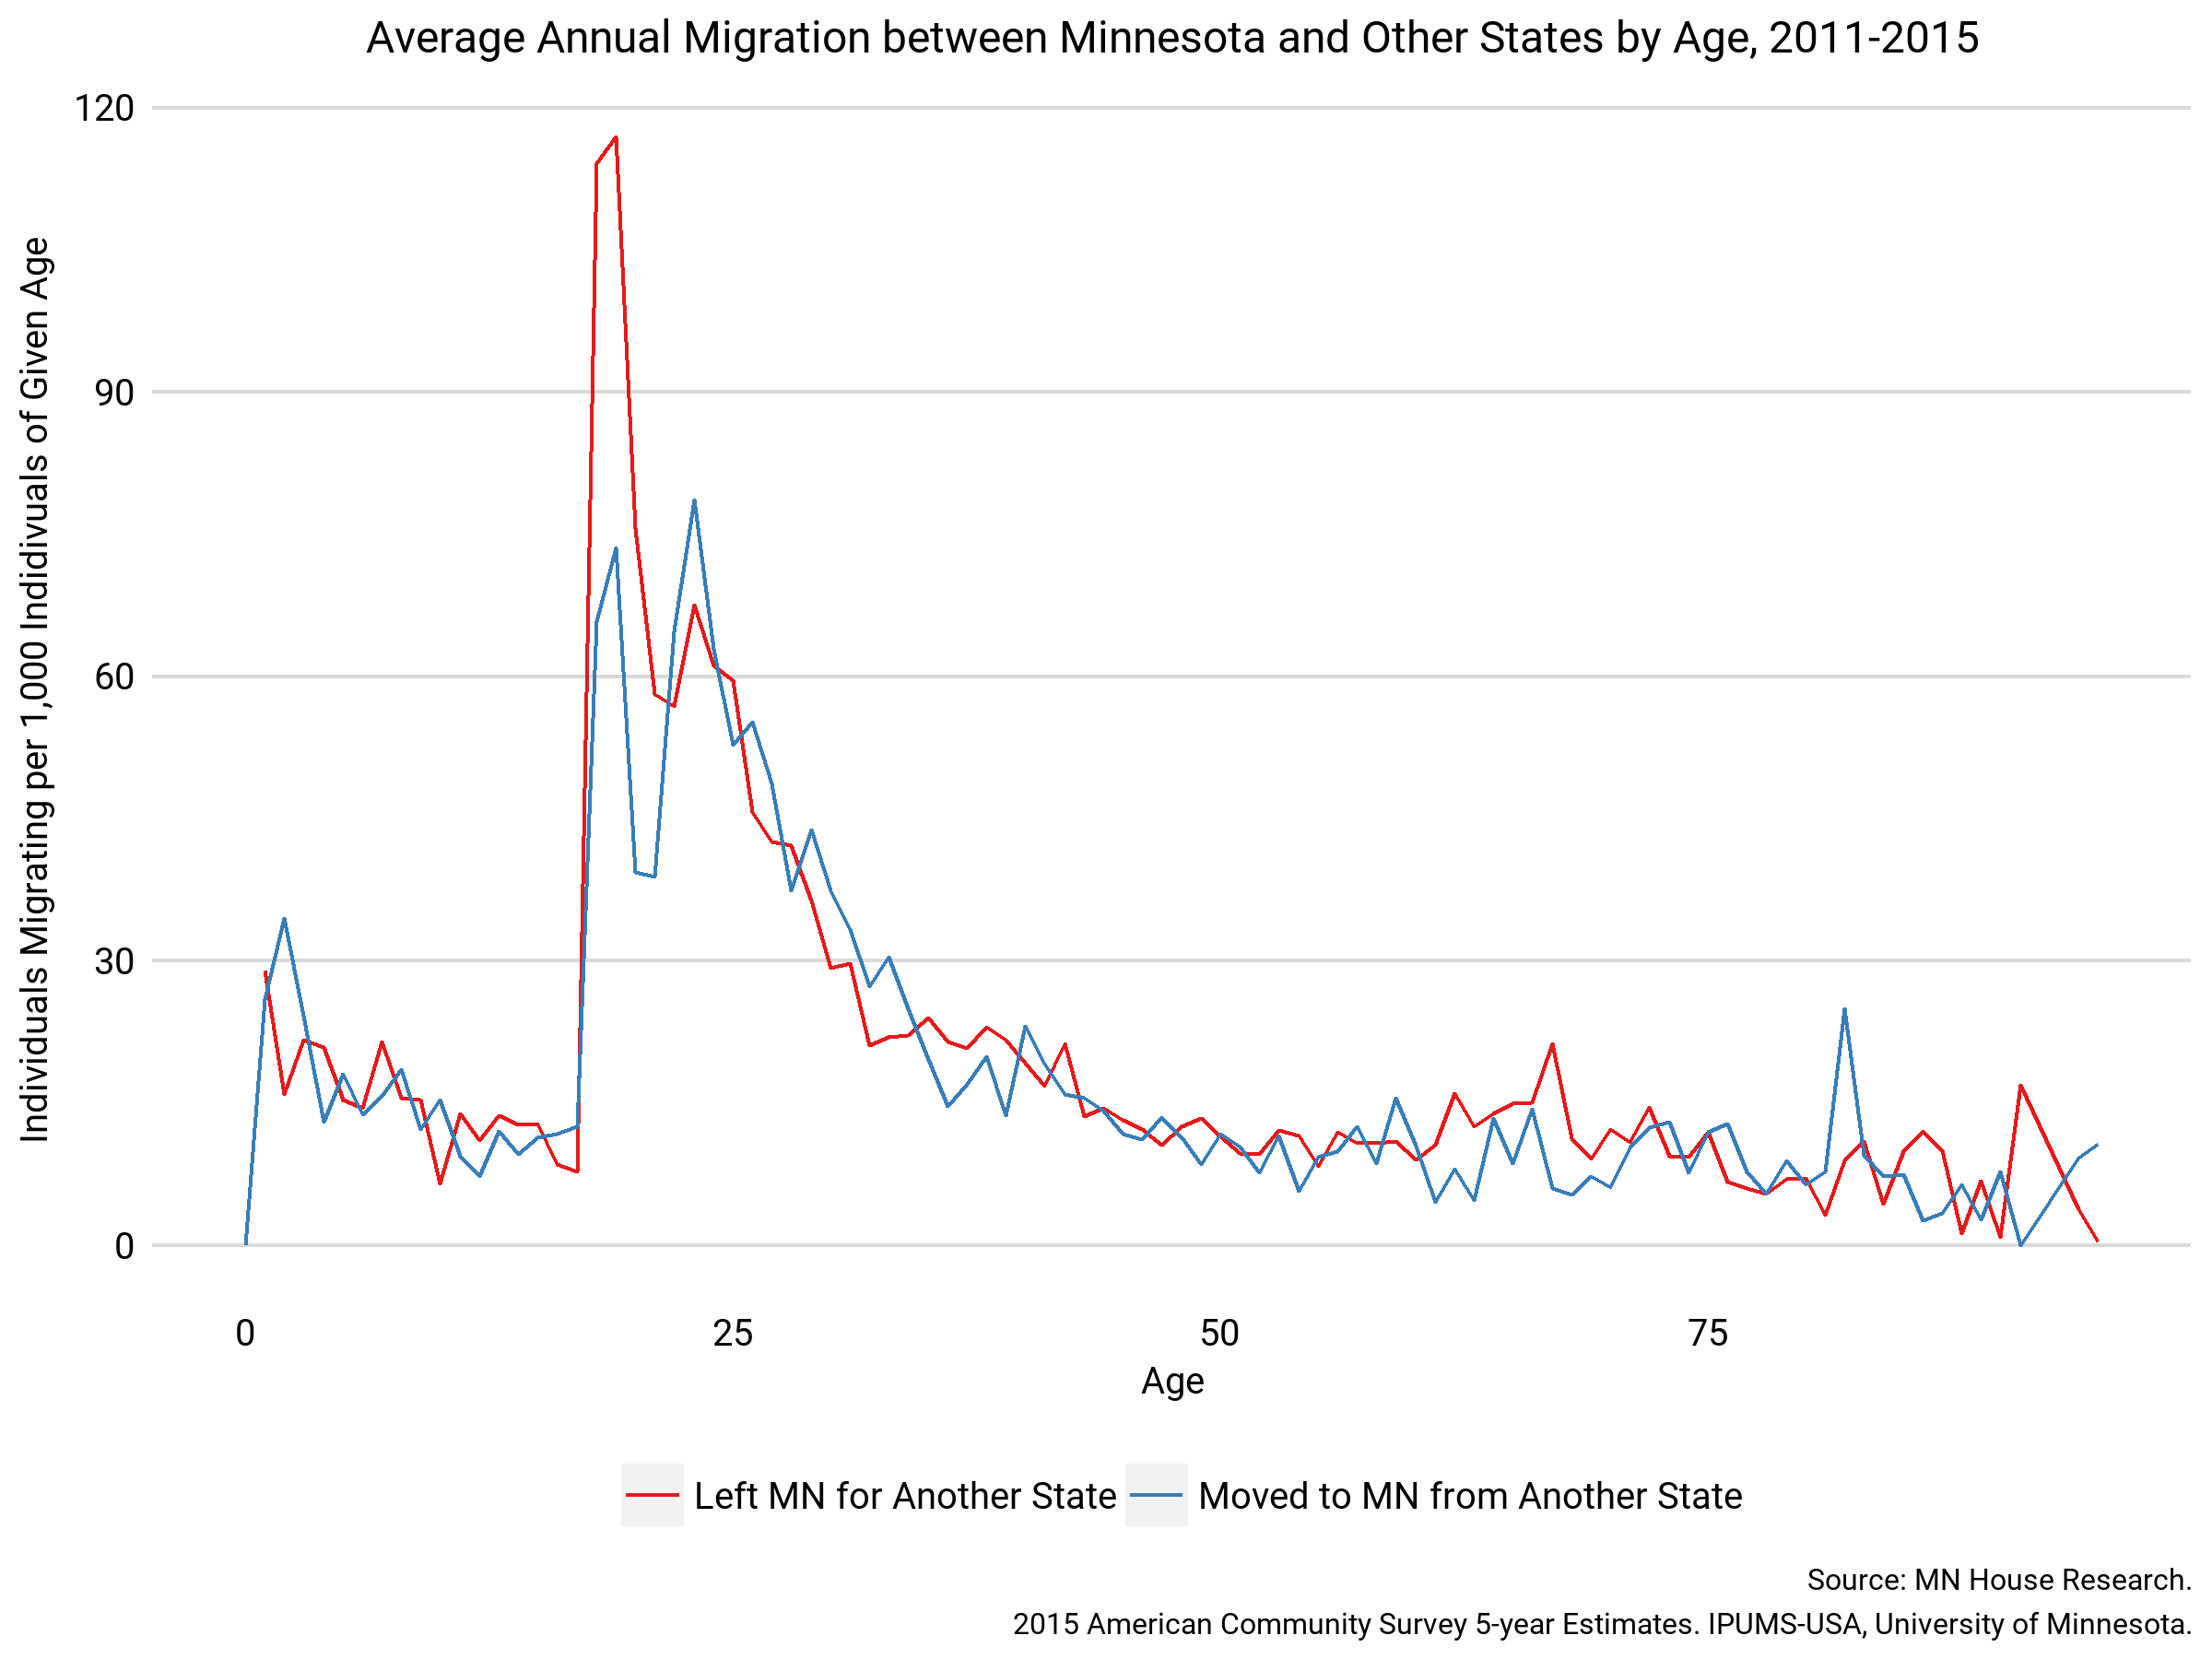 Average Annual Migration between Minnesota and Other States by Age, 2011-2015
Individuals Migrating per 1,000 Indidivuals of Given Age
120
90
60
30
0
0 25 50 75
Age
Left MN for Another State Moved to MN from Another State
Source: MN House Research.
2015 American Community Survey 5-year Estimates. IPUMS-USA, University of Minnesota.